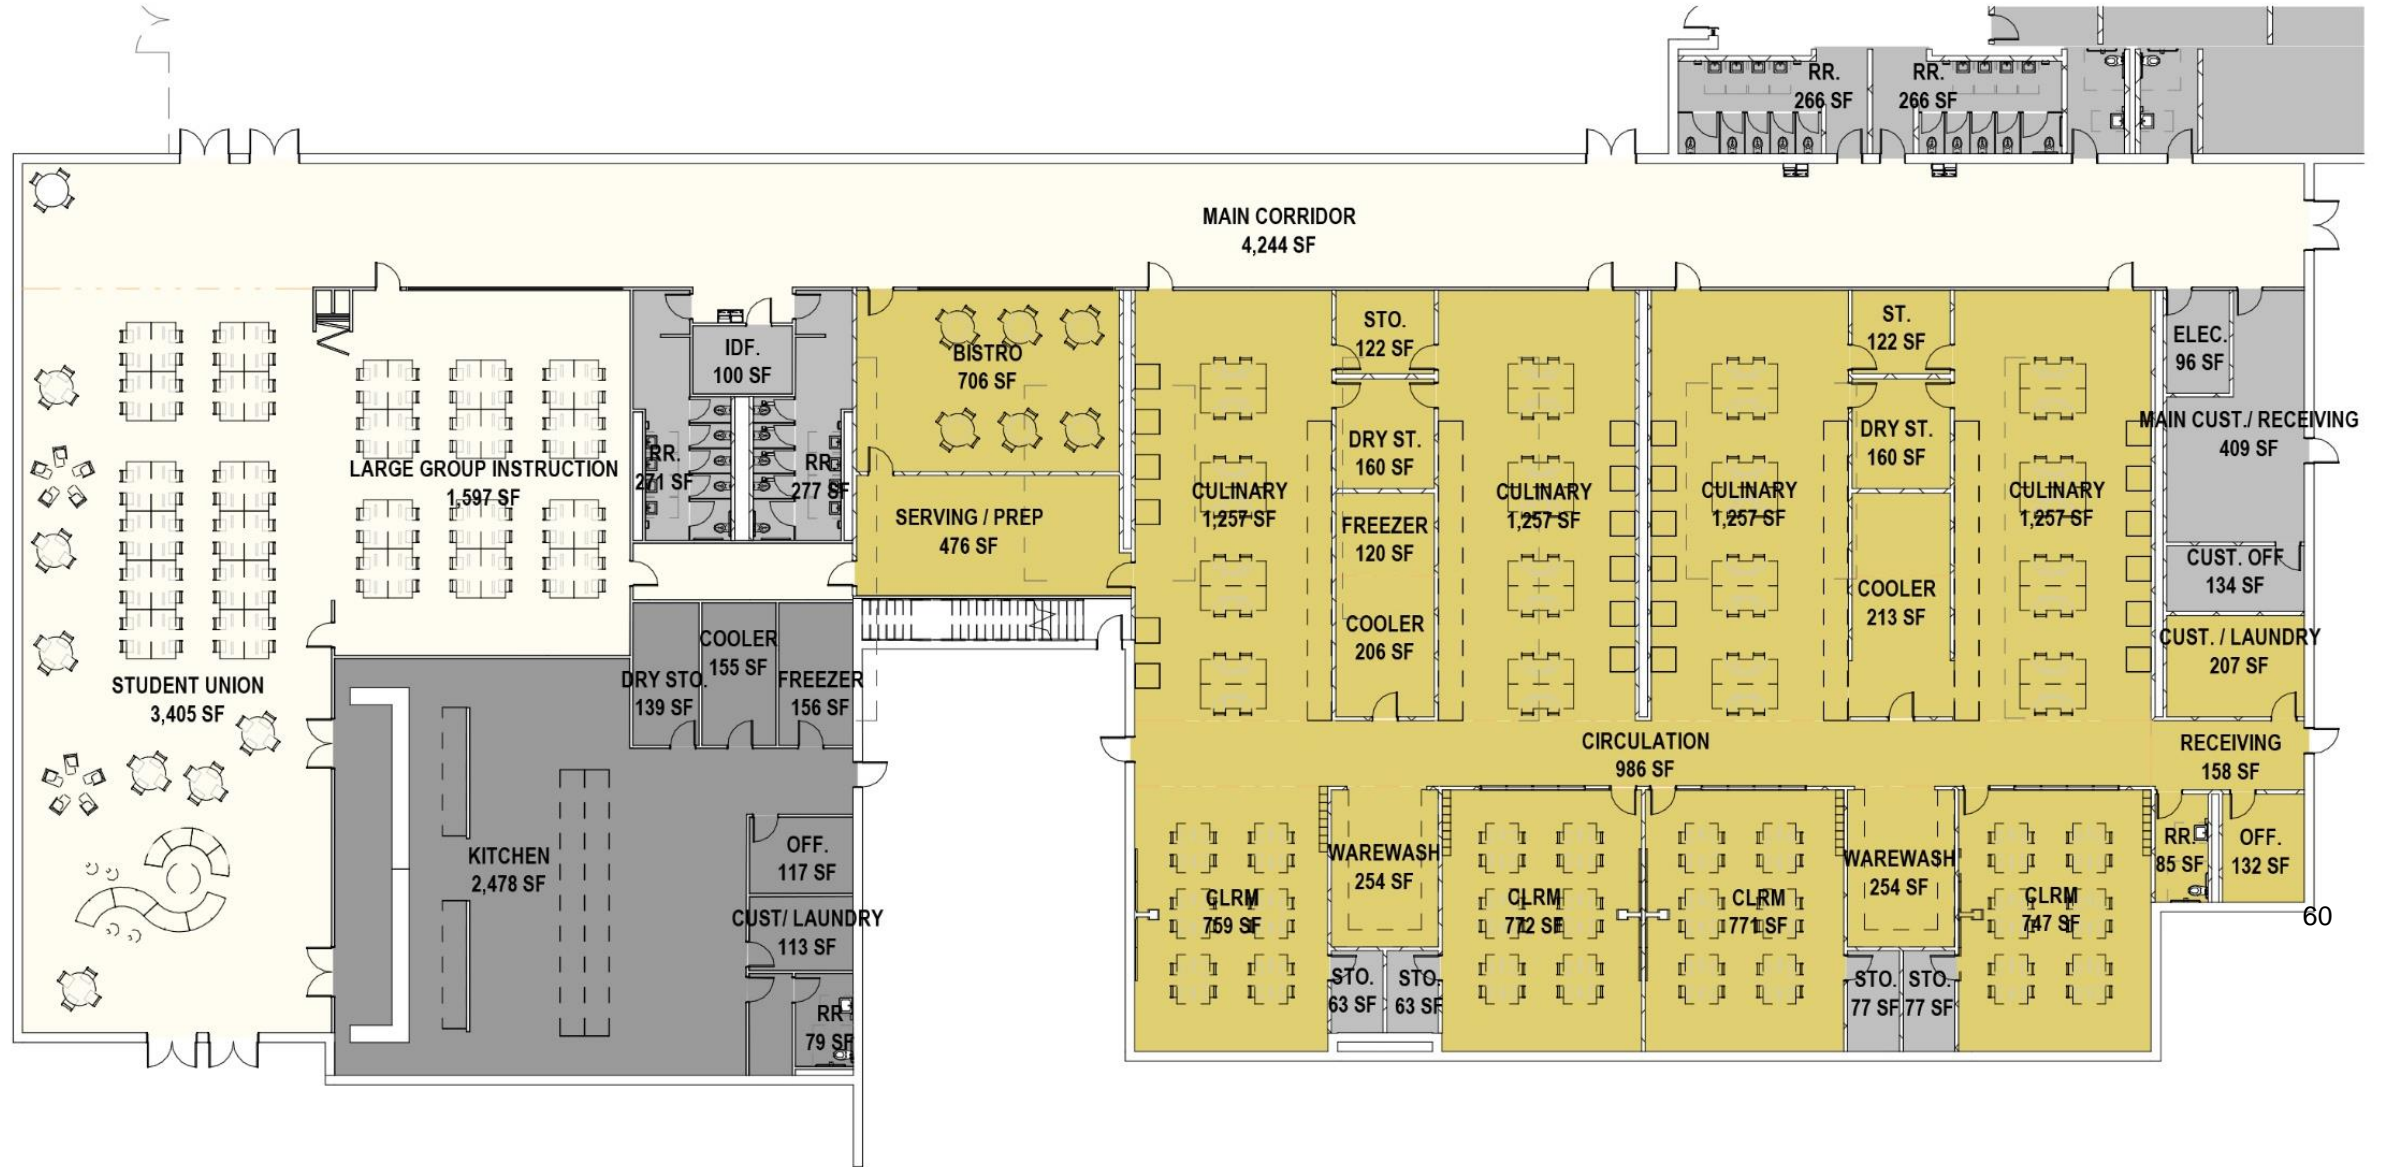 RR.
266 SF
RR.
266 SF
MAIN CORRIDOR
4,244 SF
IDF.
100 SF
BISTRO
706 SF
STO.
122 SF
ST.
122 SF
ELEC.
96 SF
LARGE GROUP INSTRUCTION
1,597 SF
RR.
271 SF
RR.
277 SF
SERVING / PREP
476 SF
CULINARY
1,257 SF
DRY ST.
160 SF
FREEZER
120 SF
COOLER
206 SF
CULINARY
1,257 SF
CULINARY
1,257 SF
DRY ST.
160 SF
COOLER
213 SF
CULINARY
1,257 SF
MAIN CUST./ RECEIVING
409 SF
CUST. OFF
134 SF
CUST. / LAUNDRY
207 SF
STUDENT UNION
3,405 SF
DRY STO.
139 SF
COOLER
155 SF
FREEZER
156 SF
CIRCULATION
986 SF
RECEIVING
158 SF
KITCHEN
2,478 SF
OFF.
117 SF
CUST/ LAUNDRY
113 SF
RR
79 SF
CLRM
759 SF
WAREWASH
254 SF
STO.
63 SF
STO.
63 SF
CLRM
772 SF
CLRM
771 SF
WAREWASH
254 SF
STO.
77 SF
STO.
77 SF
CLRM
747 SF
RR.
85 SF
OFF.
132 SF
60